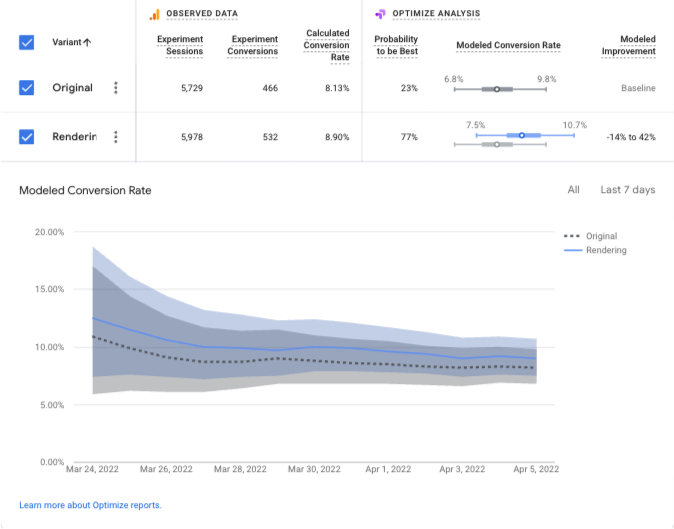 OBSERVED DATA
OPTIMIZE ANALYSIS
Variant
Experiment Sessions
Experiment Conversions
Calculated Conversion Rate
Probability to be Best
Modeled Conversion Rate
Modeled Improvement
Original
5,729
466
8.13%
23%
6.8%
9.8%
Baseline
Renderin
5,978
532
8.90%
77%
7.5%
10.7%
-14% to 42%
Modeled Conversion Rate
All
Last 7 days
20.00%
15.00%
10.00%
5.00%
0.00%
Original
Rendering
Mar 24, 2022
Mar 26, 2022
Mar 28, 2022
Mar 30, 2022
Apr 1, 2022
Apr 3, 2022
Apr 5, 2022
Learn more about Optimize reports.